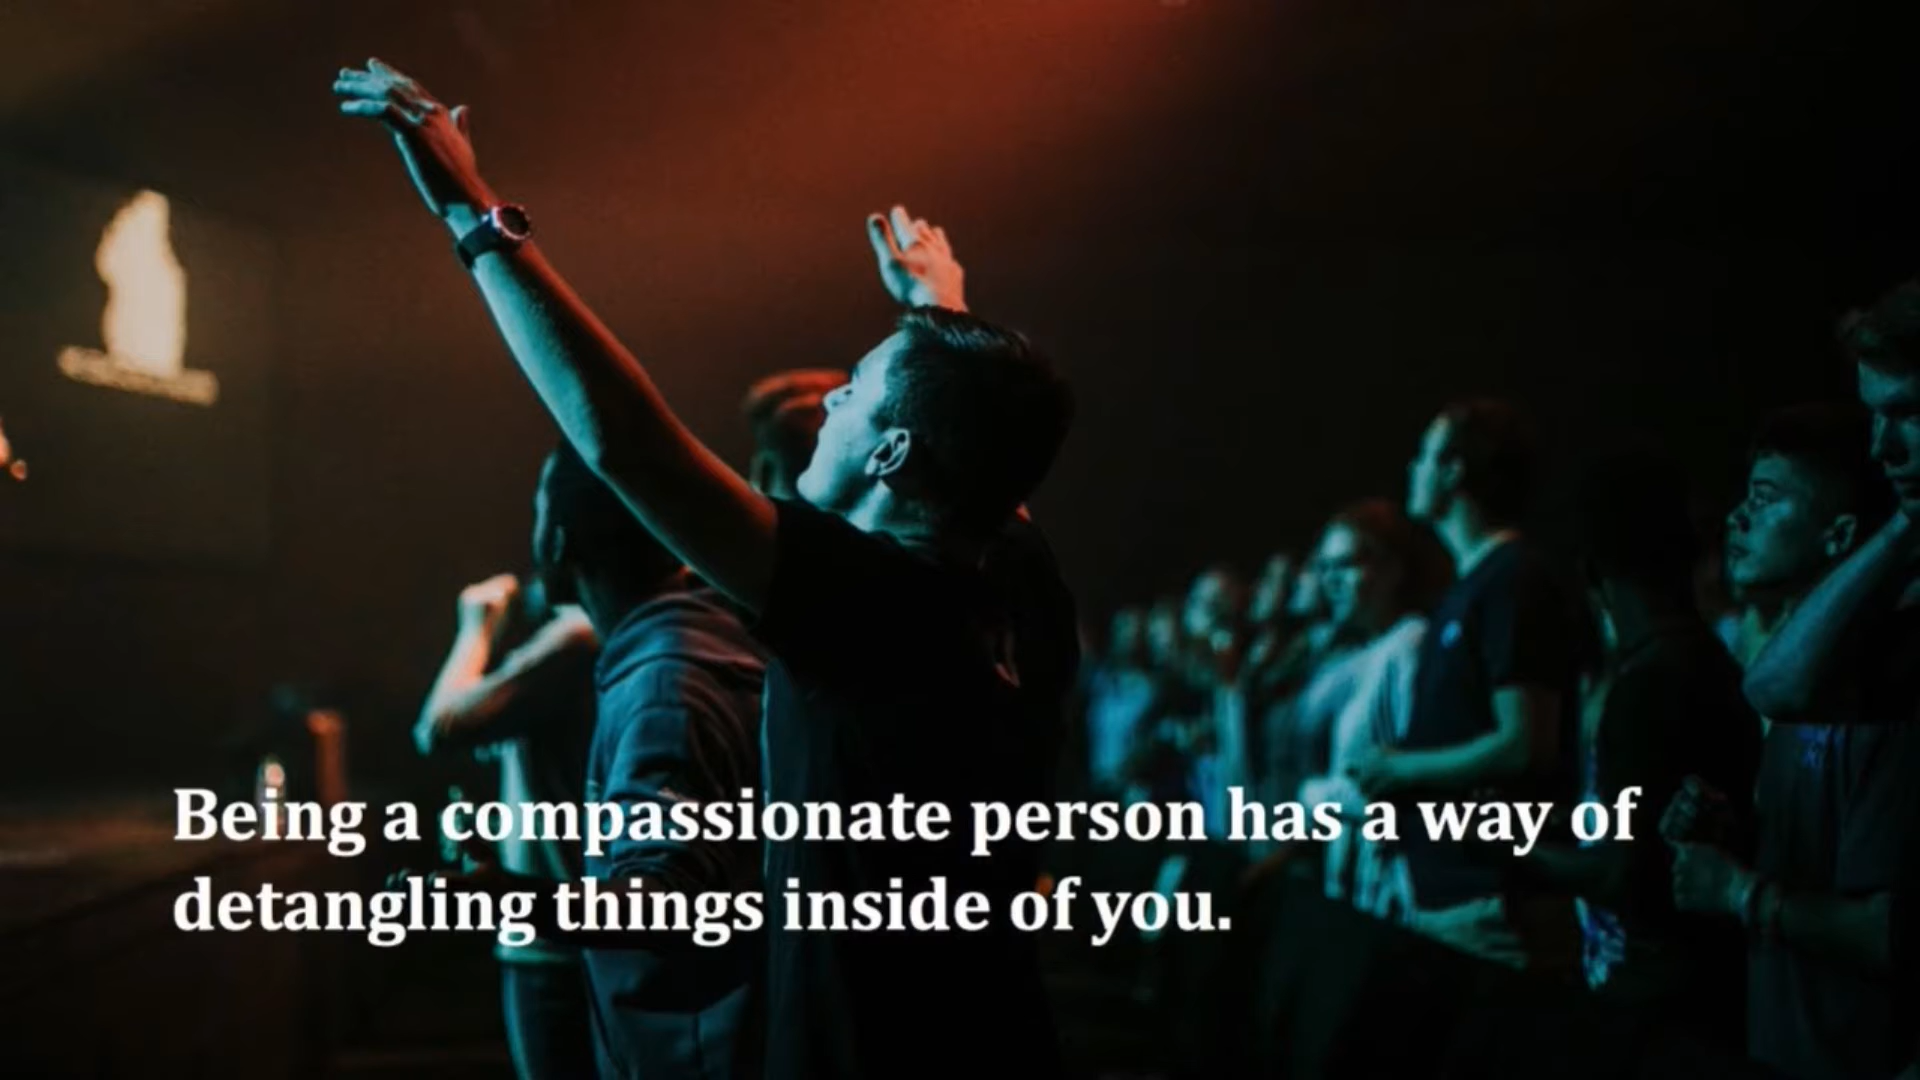 Being a compassionate person has a way of
detangling things inside of you.